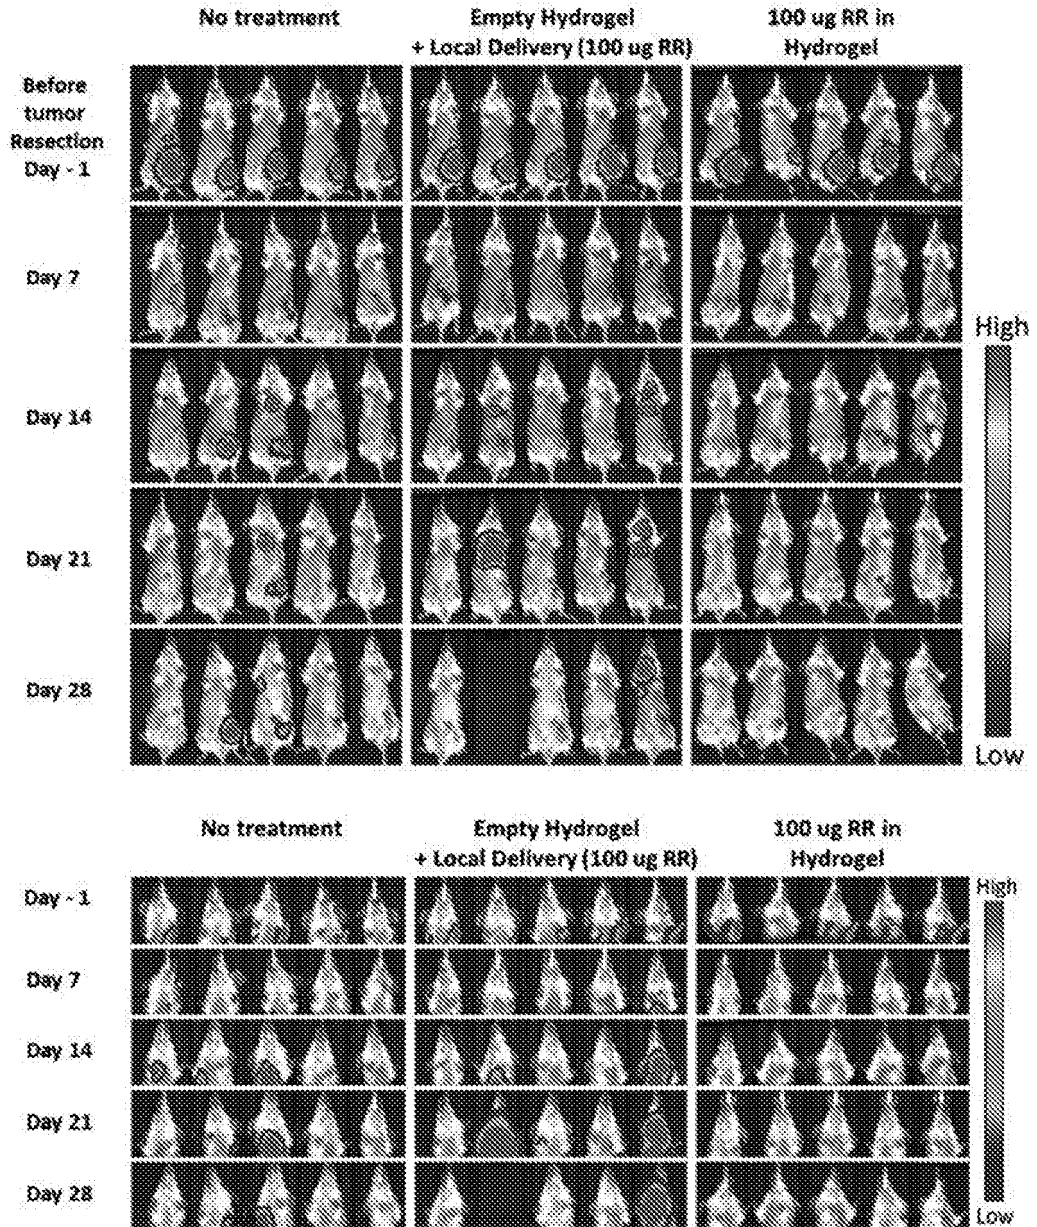 No treatment
Empty Hydrogel
+ Local Delivery (100 ug RR)
100 ug RR in
Hydrogel
Before
tumor
Resection
Day - 1
Day 7
Day 14
Day 21
Day 28
High
Low
No treatment
Empty Hydrogel
+ Local Delivery (100 ug RR)
100 ug RR in
Hydrogel
Day - 1
Day 7
Day 14
Day 21
Day 28
High
Low